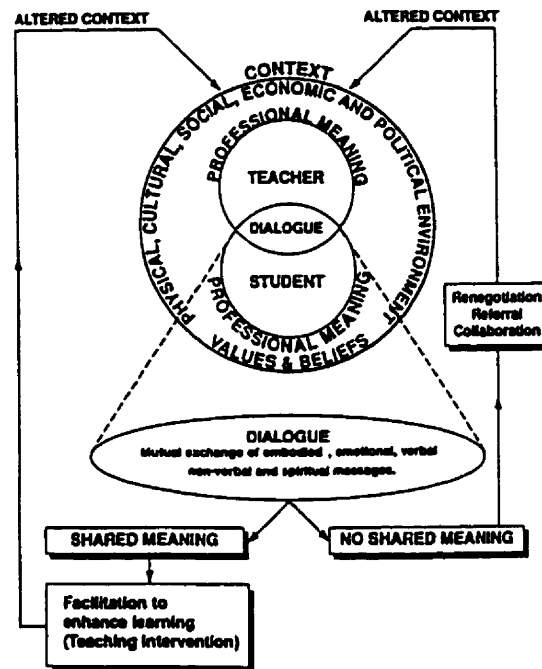 ALTERED CONTEXT
ALTERED CONTEXT
CONTEXT
PHYSICAL, CULTURAL, SOCIAL, ECONOMIC AND POLITICAL ENVIRONMENT
PROFESSIONAL MEANING
TEACHER
DIALOGUE
STUDENT
PROFESSIONAL MEANING
VALUES & BELIEFS
Renegotiation
Referral
Collaboration
DIALOGUE
Mutual exchange of embodied , emotional, verbal
non-verbal and spiritual messages.
SHARED MEANING
NO SHARED MEANING
Facilitation to
enhance learning
(Teaching Intervention)